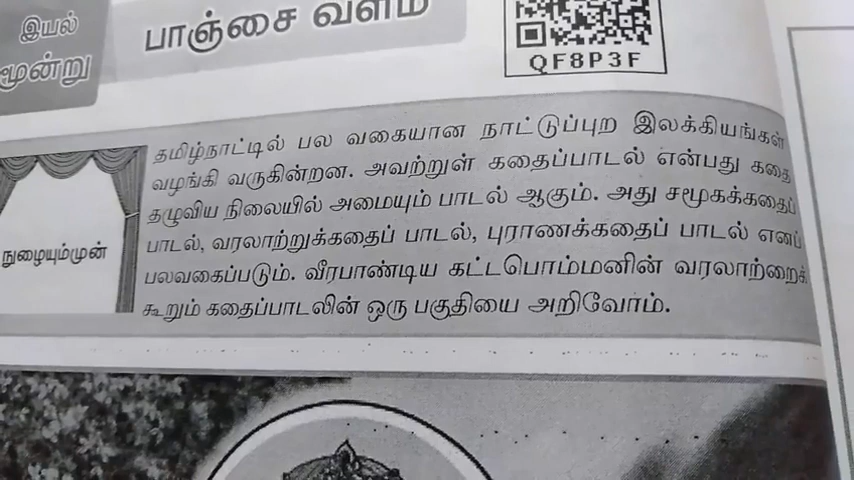 இயல்
மூன்று
பாஞ்சை வளம்
QF8P3F
தமிழ்நாட்டில் பல வகையான நாட்டுப்புற இலக்கியங்கள்
வழங்கி வருகின்றன. அவற்றுள் கதைப்பாடல் என்பது கதை
தழுவிய நிலையில் அமையும் பாடல் ஆகும். அது சமூகக்கதைப்
பாடல், வரலாற்றுக்கதைப் பாடல், புராணக்கதைப் பாடல் எனப்
பலவகைப்படும். வீரபாண்டிய கட்டபொம்மனின் வரலாற்றைக்
கூறும் கதைப்பாடலின் ஒரு பகுதியை அறிவோம்.
நுழையும்முன்